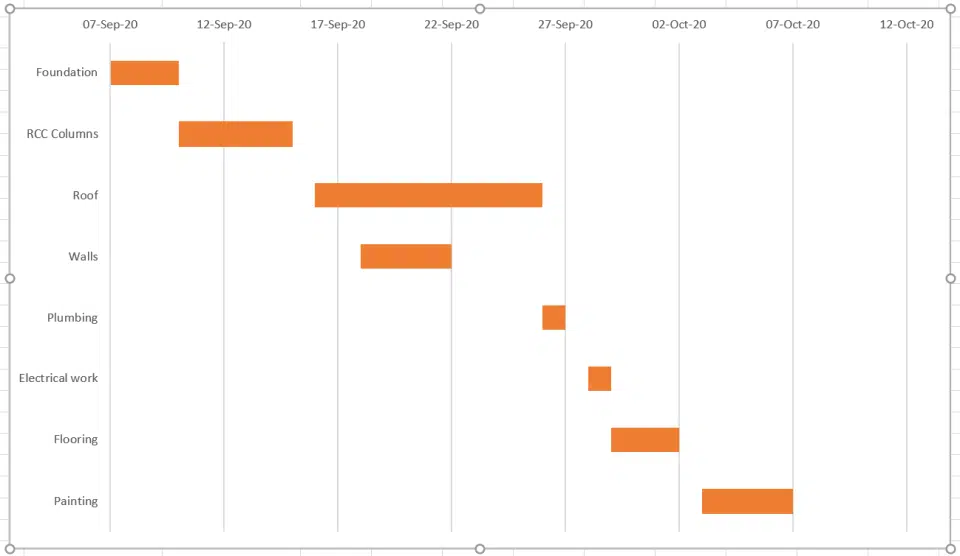 07-Sep-20 12-Sep-20 17-Sep-20 22-Sep-20 27-Sep-20 02-Oct-20 07-Oct-20 12-Oct-20
Foundation
RCC Columns
Roof
Walls
Plumbing
Electrical work
Flooring
Painting